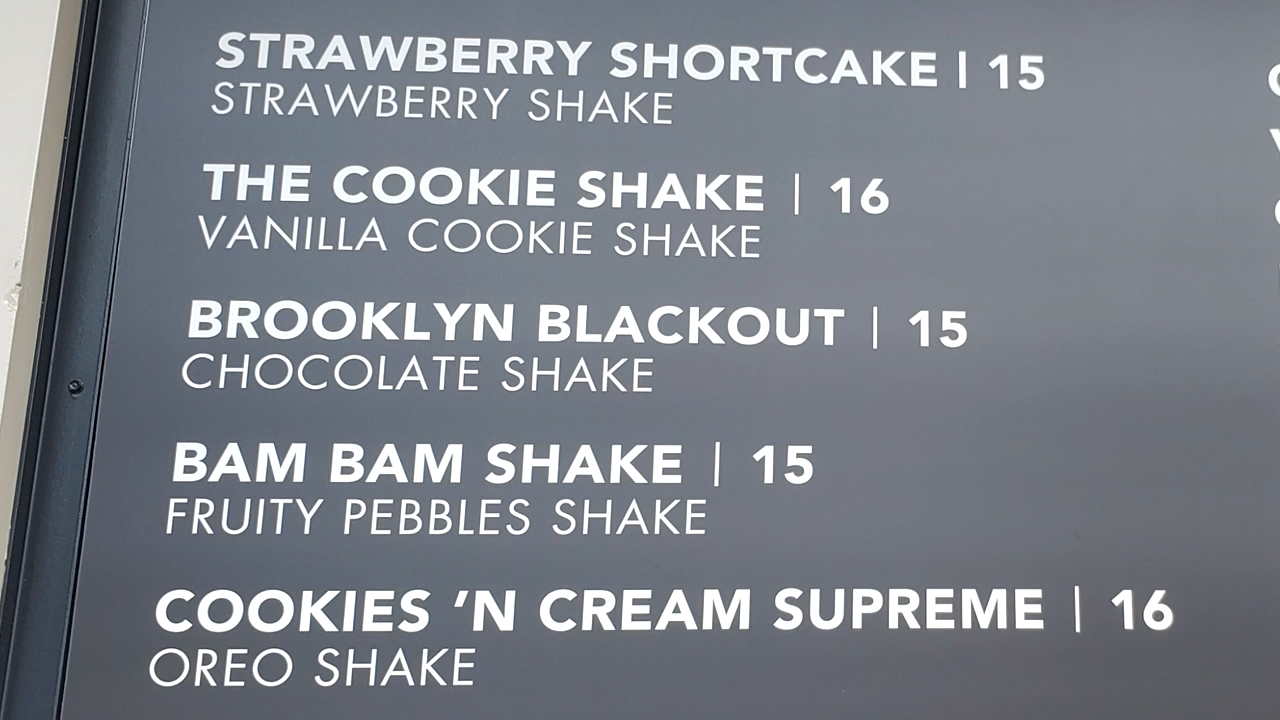 STRAWBERRY SHORTCAKE | 15
STRAWBERRY SHAKE
THE COOKIE SHAKE | 16
VANILLA COOKIE SHAKE
BROOKLYN BLACKOUT | 15
CHOCOLATE SHAKE
BAM BAM SHAKE | 15
FRUITY PEBBLES SHAKE
COOKIES ’N CREAM SUPREME | 16
OREO SHAKE